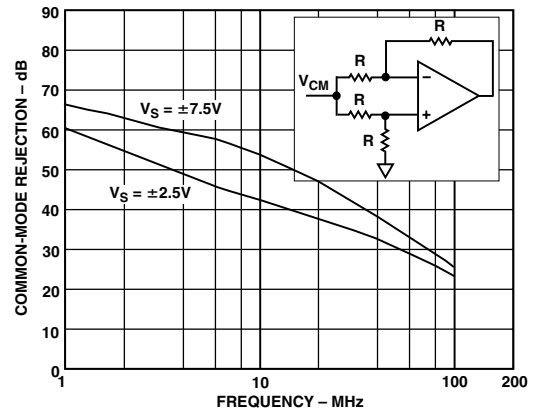 COMMON-MODE REJECTION – dB
90
80
70
60
50
40
30
20
10
0
V_S = ±7.5V
V_S = ±2.5V
V_CM
R
R
R
R
−
+
1
10
100
200
FREQUENCY – MHz